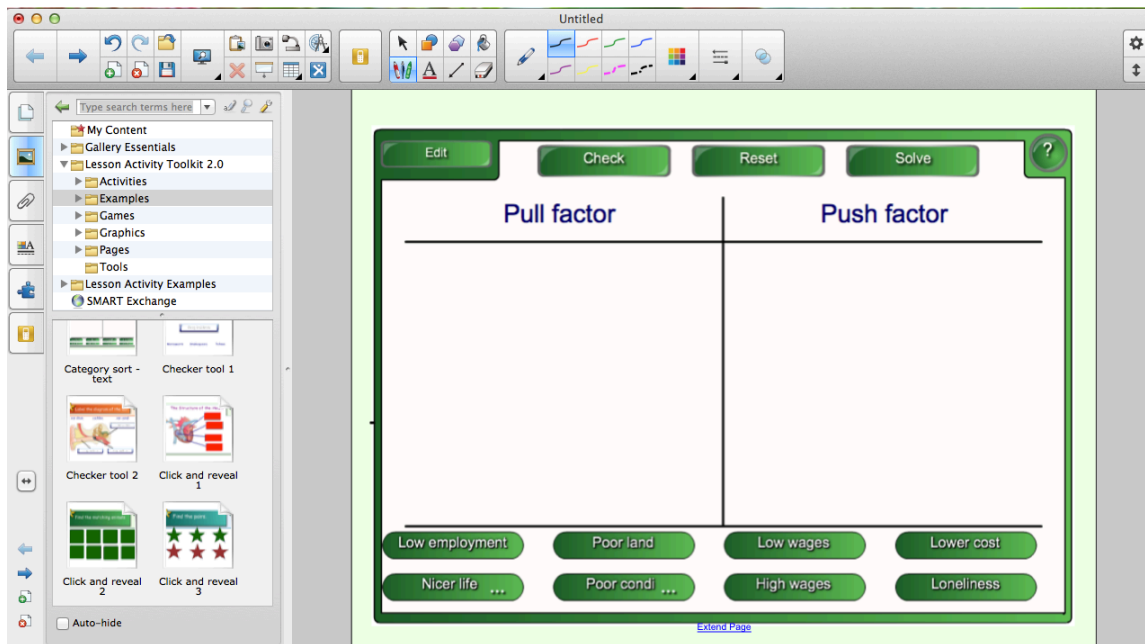 Untitled
Type search terms here
My Content
Gallery Essentials
Lesson Activity Toolkit 2.0
Activities
Examples
Games
Graphics
Pages
Tools
Lesson Activity Examples
SMART Exchange
Category sort -
text
Checker tool 1
Checker tool 2
Click and reveal
1
Click and reveal
2
Click and reveal
3
Auto-hide
Edit
Check
Reset
Solve
?
Pull factor
Push factor
Low employment
Poor land
Low wages
Lower cost
Nicer life ...
Poor condi ...
High wages
Loneliness
Extend Page